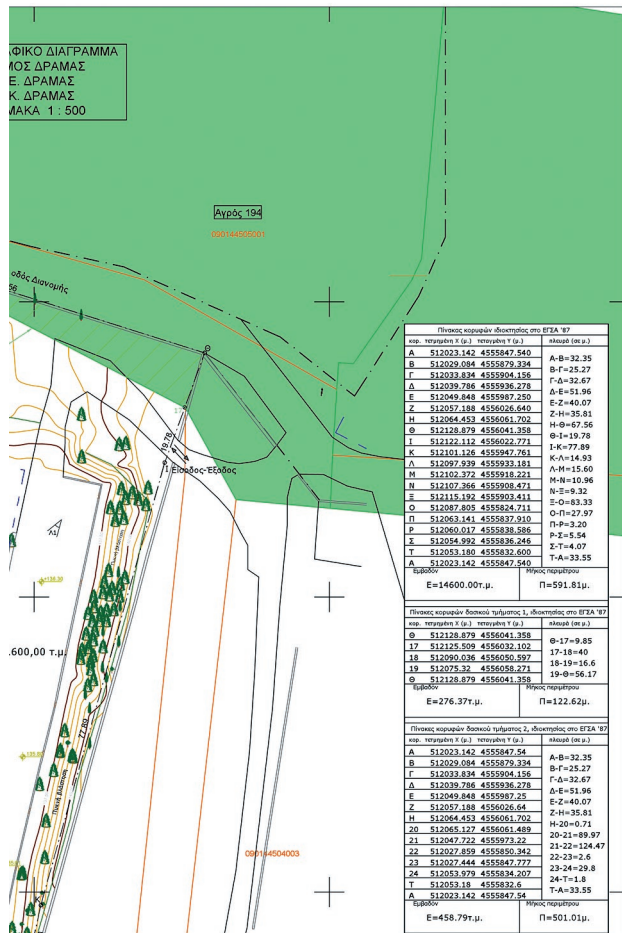 ΑΦΙΚΟ ΔΙΑΓΡΑΜΜΑ
ΜΟΣ ΔΡΑΜΑΣ
Ε. ΔΡΑΜΑΣ
Κ. ΔΡΑΜΑΣ
ΜΑΚΑ 1 : 500
Αγρός 194
090144505001
οδός Διανομής
56
Θ
Ι
17
19.78
Είσοδος-Έξοδος
Λ1
.600,00 τ.μ.
77.89
Πυκνή βλάστηση
Κ
090144504003
Πίνακας κορυφών ιδιοκτησίας στο ΕΓΣΑ '87
κορ. τετμημένη Χ (μ.) τεταγμένη Υ (μ.) πλευρά (σε μ.)
Α 512023.142 4555847.540
Β 512029.084 4555879.334
Γ 512033.834 4555904.156
Δ 512039.786 4555936.278
Ε 512049.848 4555987.250
Ζ 512057.188 4556026.640
Η 512064.453 4556061.702
Θ 512128.879 4556041.358
Ι 512122.112 4556022.771
Κ 512101.126 4555947.761
Λ 512097.939 4555933.181
Μ 512102.372 4555918.221
Ν 512107.366 4555908.471
Ξ 512115.192 4555903.411
Ο 512087.805 4555824.711
Π 512063.141 4555837.910
Ρ 512060.017 4555838.586
Σ 512054.992 4555836.246
Τ 512053.180 4555832.600
Α 512023.142 4555847.540
Α-Β=32.35
Β-Γ=25.27
Γ-Δ=32.67
Δ-Ε=51.96
Ε-Ζ=40.07
Ζ-Η=35.81
Η-Θ=67.56
Θ-Ι=19.78
Ι-Κ=77.89
Κ-Λ=14.93
Λ-Μ=15.60
Μ-Ν=10.96
Ν-Ξ=9.32
Ξ-Ο=83.33
Ο-Π=27.97
Π-Ρ=3.20
Ρ-Σ=5.54
Σ-Τ=4.07
Τ-Α=33.55
Εμβαδόν Μήκος περιμέτρου
Ε=14600.00τ.μ. Π=591.81μ.
Πίνακες κορυφών δασικού τμήματος 1, ιδιοκτησίας στο ΕΓΣΑ '87
κορ. τετμημένη Χ (μ.) τεταγμένη Υ (μ.) πλευρά (σε μ.)
Θ 512128.879 4556041.358
17 512125.509 4556032.102
18 512090.036 4556050.597
19 512075.32 4556058.271
Θ 512128.879 4556041.358
Θ-17=9.85
17-18=40
18-19=16.6
19-Θ=56.17
Εμβαδόν Μήκος περιμέτρου
Ε=276.37τ.μ. Π=122.62μ.
Πίνακες κορυφών δασικού τμήματος 2, ιδιοκτησίας στο ΕΓΣΑ '87
κορ. τετμημένη Χ (μ.) τεταγμένη Υ (μ.) πλευρά (σε μ.)
Α 512023.142 4555847.54
Β 512029.084 4555879.334
Γ 512033.834 4555904.156
Δ 512039.786 4555936.278
Ε 512049.848 4555987.25
Ζ 512057.188 4556026.64
Η 512064.453 4556061.702
20 512065.127 4556061.489
21 512047.722 4555973.22
22 512027.859 4555850.342
23 512027.444 4555847.777
24 512053.979 4555834.207
Τ 512053.18 4555832.6
Α 512023.142 4555847.54
Α-Β=32.35
Β-Γ=25.27
Γ-Δ=32.67
Δ-Ε=51.96
Ε-Ζ=40.07
Ζ-Η=35.81
Η-20=0.71
20-21=89.97
21-22=124.47
22-23=2.6
23-24=29.8
24-Τ=1.8
Τ-Α=33.55
Εμβαδόν Μήκος περιμέτρου
Ε=458.79τ.μ. Π=501.01μ.